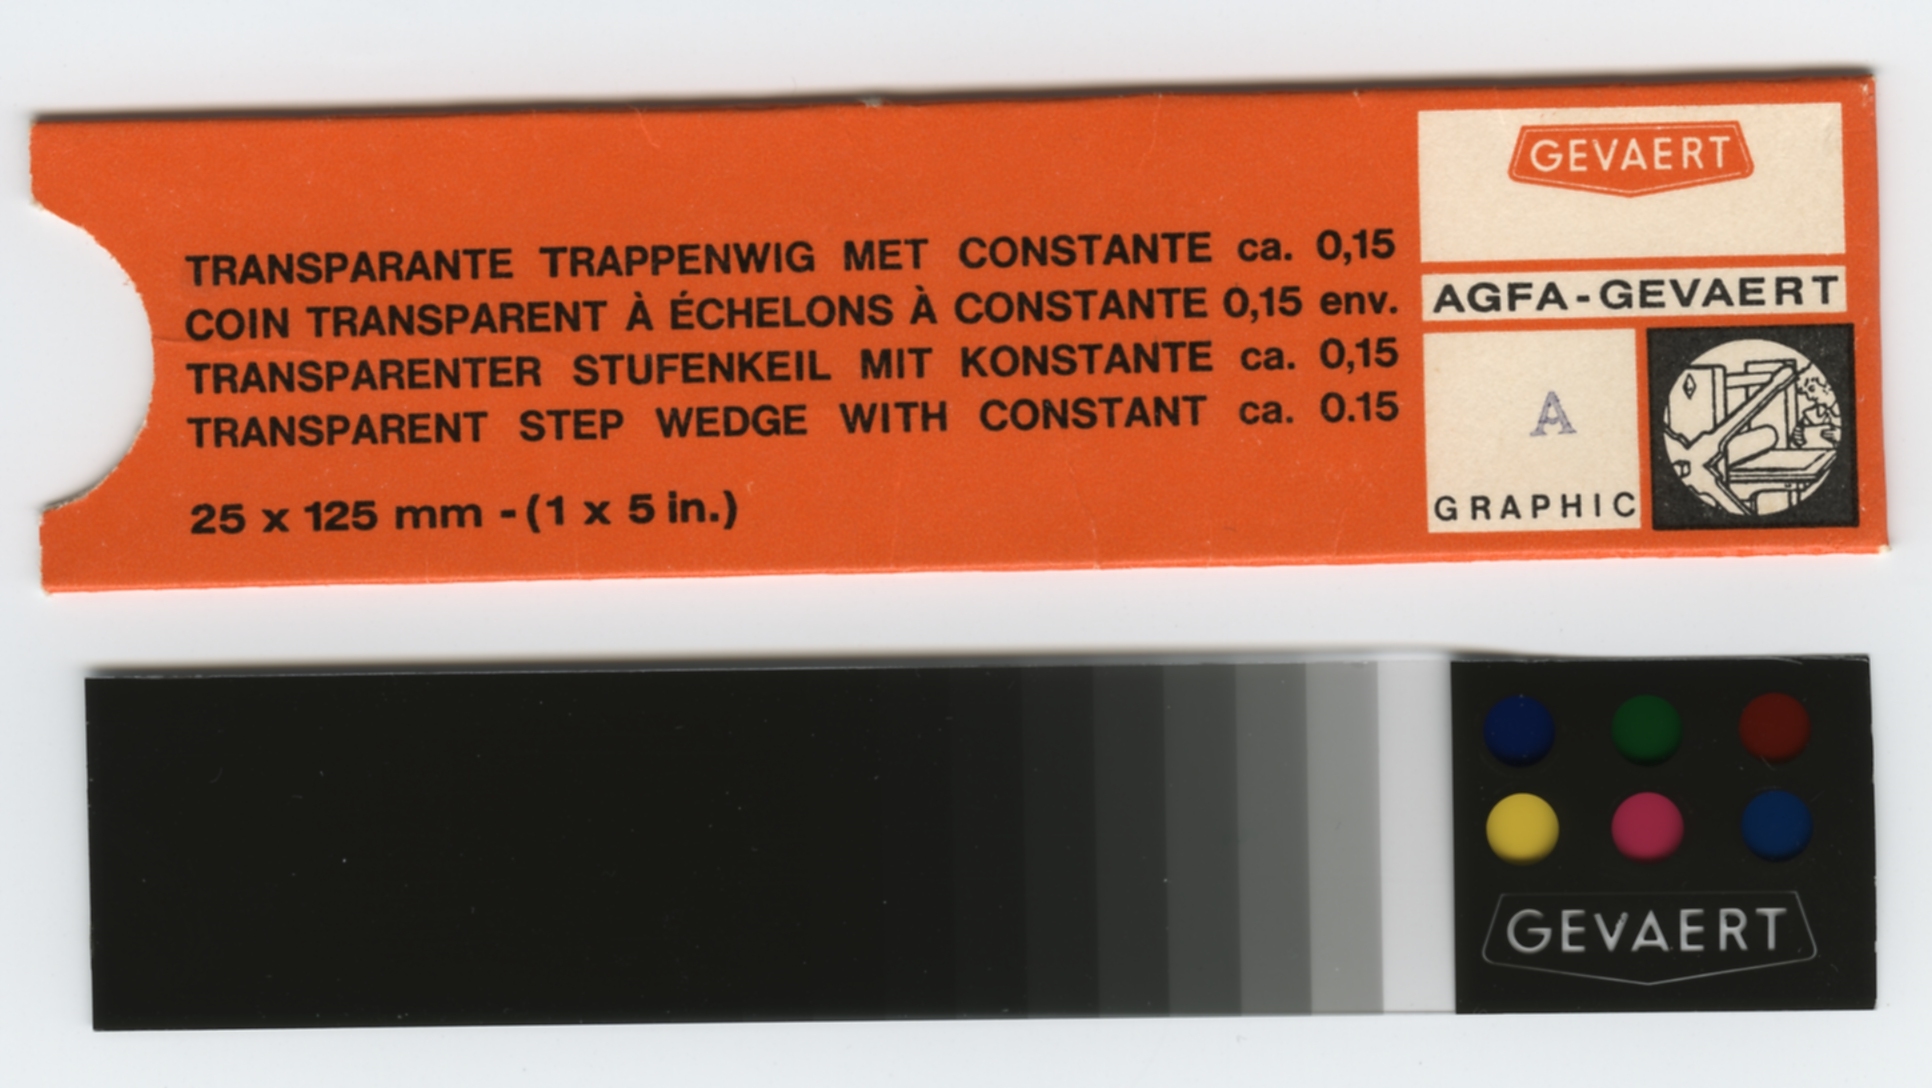 GEVAERT
TRANSPARANTE TRAPPENWIG MET CONSTANTE ca. 0,15
COIN TRANSPARENT À ÉCHELONS À CONSTANTE 0,15 env.
TRANSPARENTER STUFENKEIL MIT KONSTANTE ca. 0,15
TRANSPARENT STEP WEDGE WITH CONSTANT ca. 0.15
25 x 125 mm - (1 x 5 in.)
AGFA-GEVAERT
A
GRAPHIC
GEVAERT